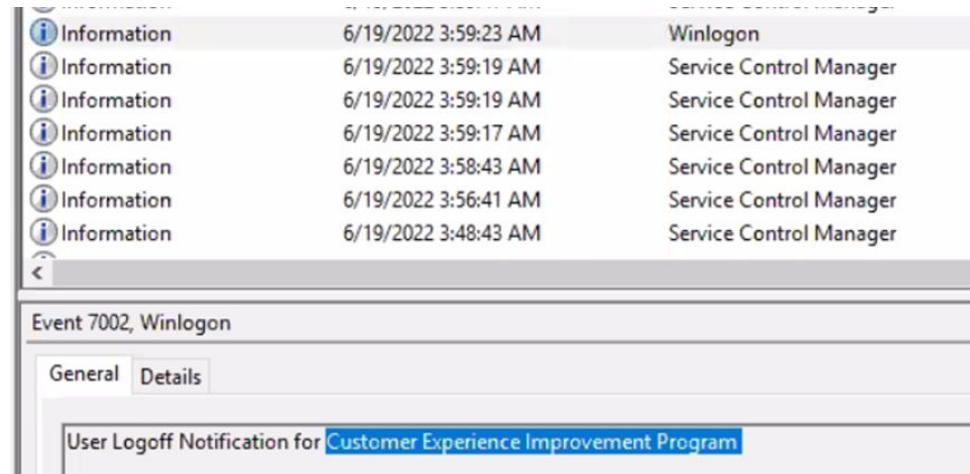 Information 6/19/2022 3:59:23 AM Winlogon
Information 6/19/2022 3:59:19 AM Service Control Manager
Information 6/19/2022 3:59:19 AM Service Control Manager
Information 6/19/2022 3:59:17 AM Service Control Manager
Information 6/19/2022 3:58:43 AM Service Control Manager
Information 6/19/2022 3:56:41 AM Service Control Manager
Information 6/19/2022 3:48:43 AM Service Control Manager
Event 7002, Winlogon
General Details
User Logoff Notification for Customer Experience Improvement Program